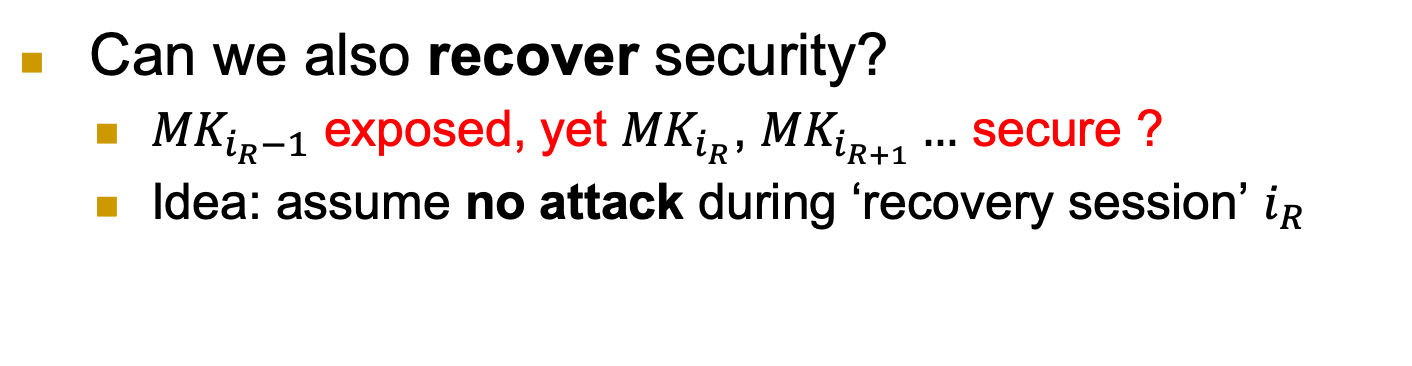 Can we also recover security?
MK_{i_R-1} exposed, yet MK_{i_R}, MK_{i_{R+1}} ... secure ?
Idea: assume no attack during ‘recovery session’ i_R